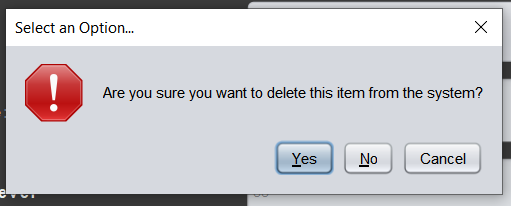 Select an Option...
Are you sure you want to delete this item from the system?
Yes
No
Cancel